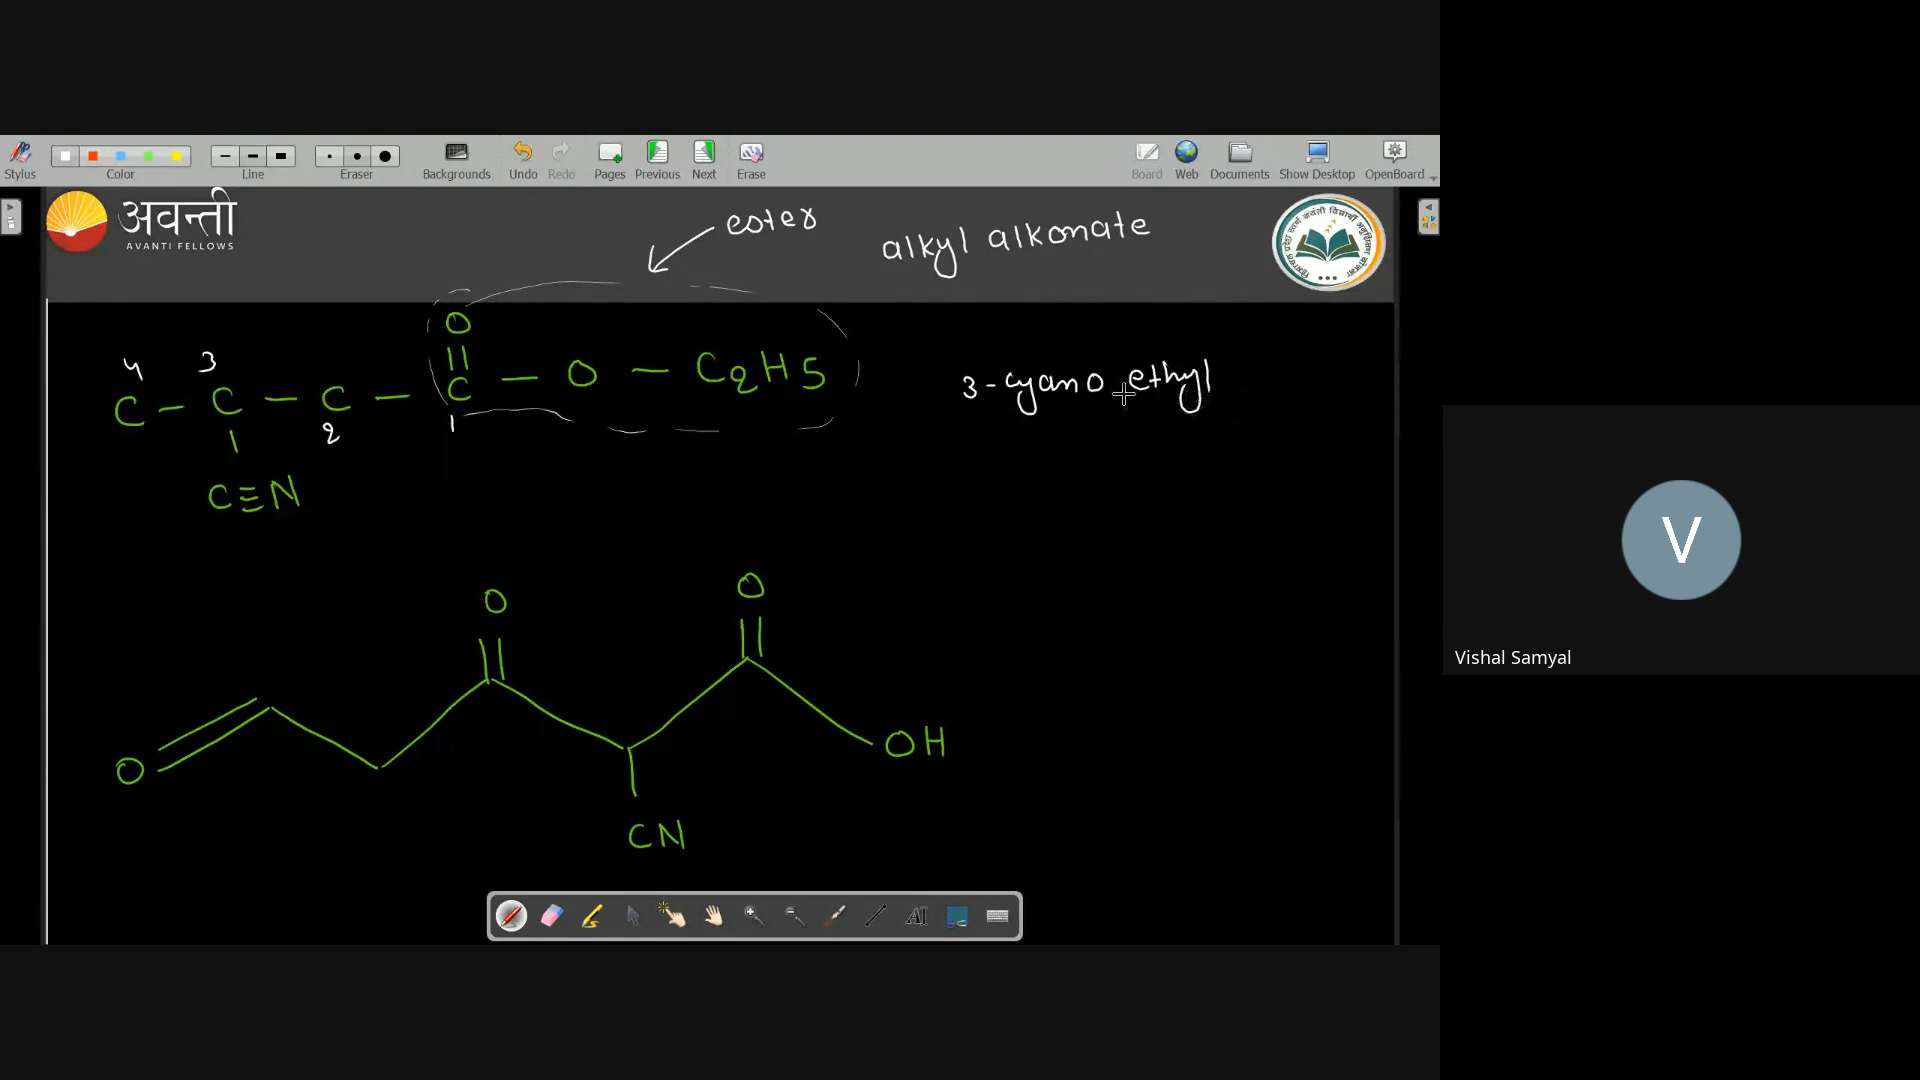 Stylus
Color
Line
Eraser
Backgrounds
Undo
Redo
Pages
Previous
Next
Erase
Board
Web
Documents
Show Desktop
OpenBoard
अवन्ती
AVANTI FELLOWS
ester
alkyl alkonate
O
4 3
C - C - C - C - O - C2H5
2 1
C≡N
3-cyano ethyl
O O
O OH
CN
AI
V
Vishal Samyal